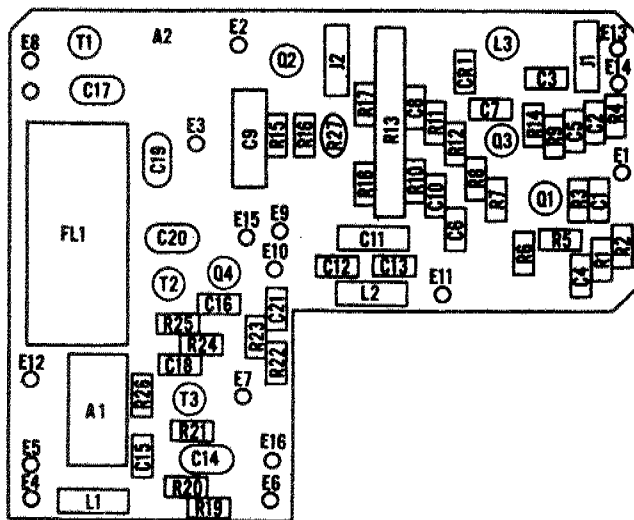 E8
T1
A2
E2
Q2
J2
L3
J1
E13
E14
C17
CR1
C3
R17
C8
R11
C7
R14
R9
C5
C2
R4
E3
C9
R15
R16
R27
R13
R12
Q3
C19
E1
R18
R10
C10
R8
R7
Q1
R3
C1
FL1
C20
E15
E9
C11
C6
R6
R5
R2
E10
C12
C13
C4
R1
T2
Q4
L2
E11
C16
C21
R25
R23
R24
R22
C18
E12
A1
R26
T3
E7
R21
E5
C15
C14
E16
E4
L1
R20
R19
E6